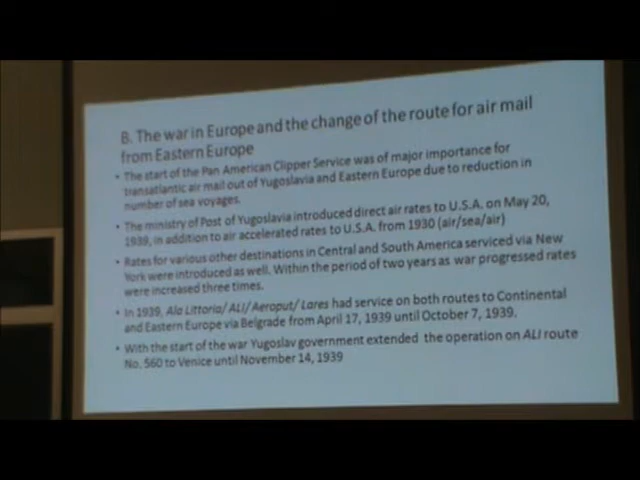 B. The war in Europe and the change of the route for air mail
from Eastern Europe
• The start of the Pan American Clipper Service was of major importance for
transatlantic air mail out of Yugoslavia and Eastern Europe due to reduction in
number of sea voyages.
• The ministry of Post of Yugoslavia introduced direct air rates to U.S.A. on May 20,
1939, in addition to air accelerated rates to U.S.A. from 1930 (air/sea/air)
• Rates for various other destinations in Central and South America serviced via New
York were introduced as well. Within the period of two years as war progressed rates
were increased three times.
• In 1939, Ala Littoria/ ALI/ Aeroput/ Lares had service on both routes to Continental
and Eastern Europe via Belgrade from April 17, 1939 until October 7, 1939.
• With the start of the war Yugoslav government extended the operation on ALI route
No. 560 to Venice until November 14, 1939